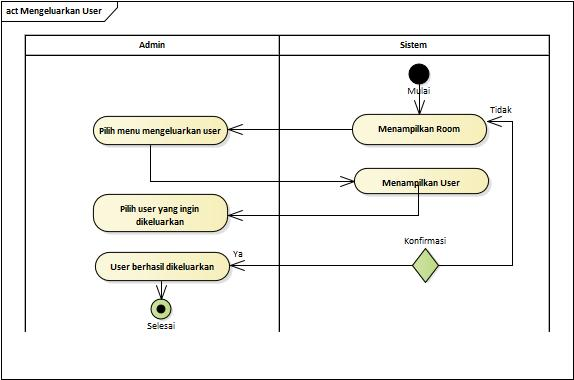 act Mengeluarkan User
Admin
Sistem
Mulai
Tidak
Pilih menu mengeluarkan user
Menampilkan Room
Menampilkan User
Pilih user yang ingin
dikeluarkan
Konfirmasi
Ya
User berhasil dikeluarkan
Selesai